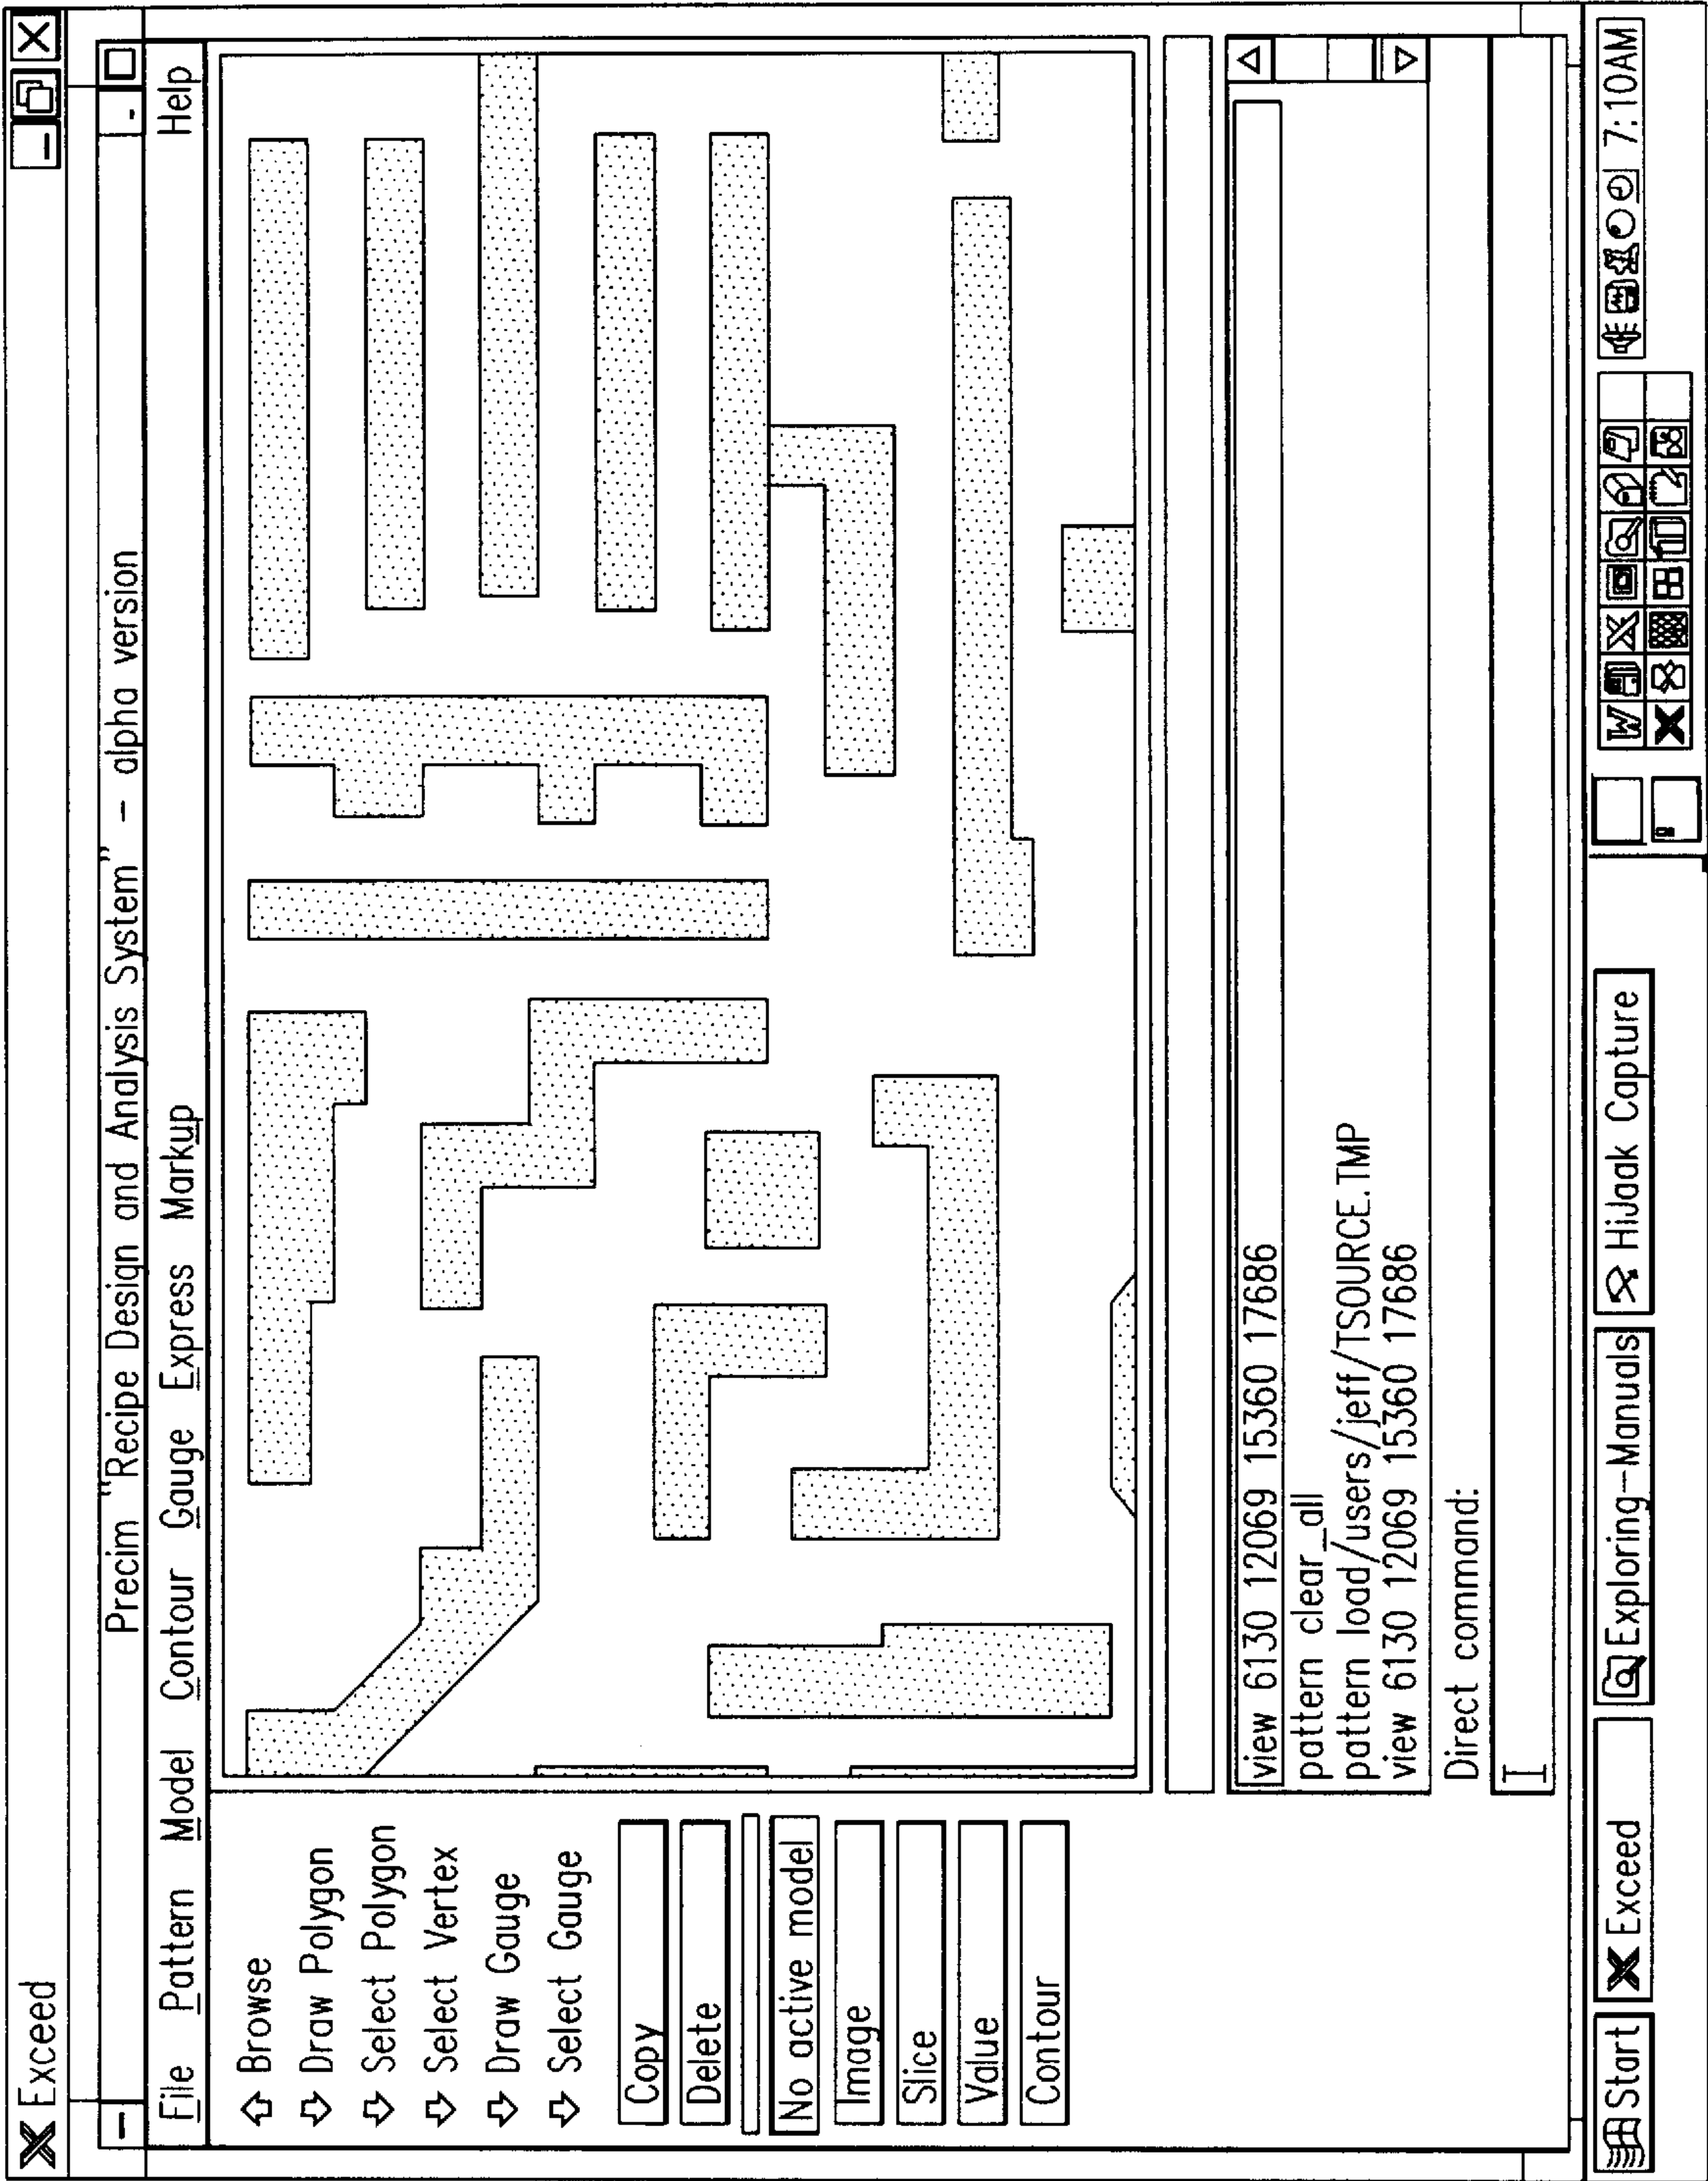 Exceed
Precim "Recipe Design and Analysis System" – alpha version
File Pattern Model Contour Gauge Express Markup Help
Browse
Draw Polygon
Select Polygon
Select Vertex
Draw Gauge
Select Gauge
Copy
Delete
No active model
Image
Slice
Value
Contour
view 6130 12069 15360 17686
pattern clear_all
pattern load/users/jeff/TSOURCE.TMP
view 6130 12069 15360 17686
Direct command:
Start Exceed Exploring-Manuals HiJaak Capture 7:10AM